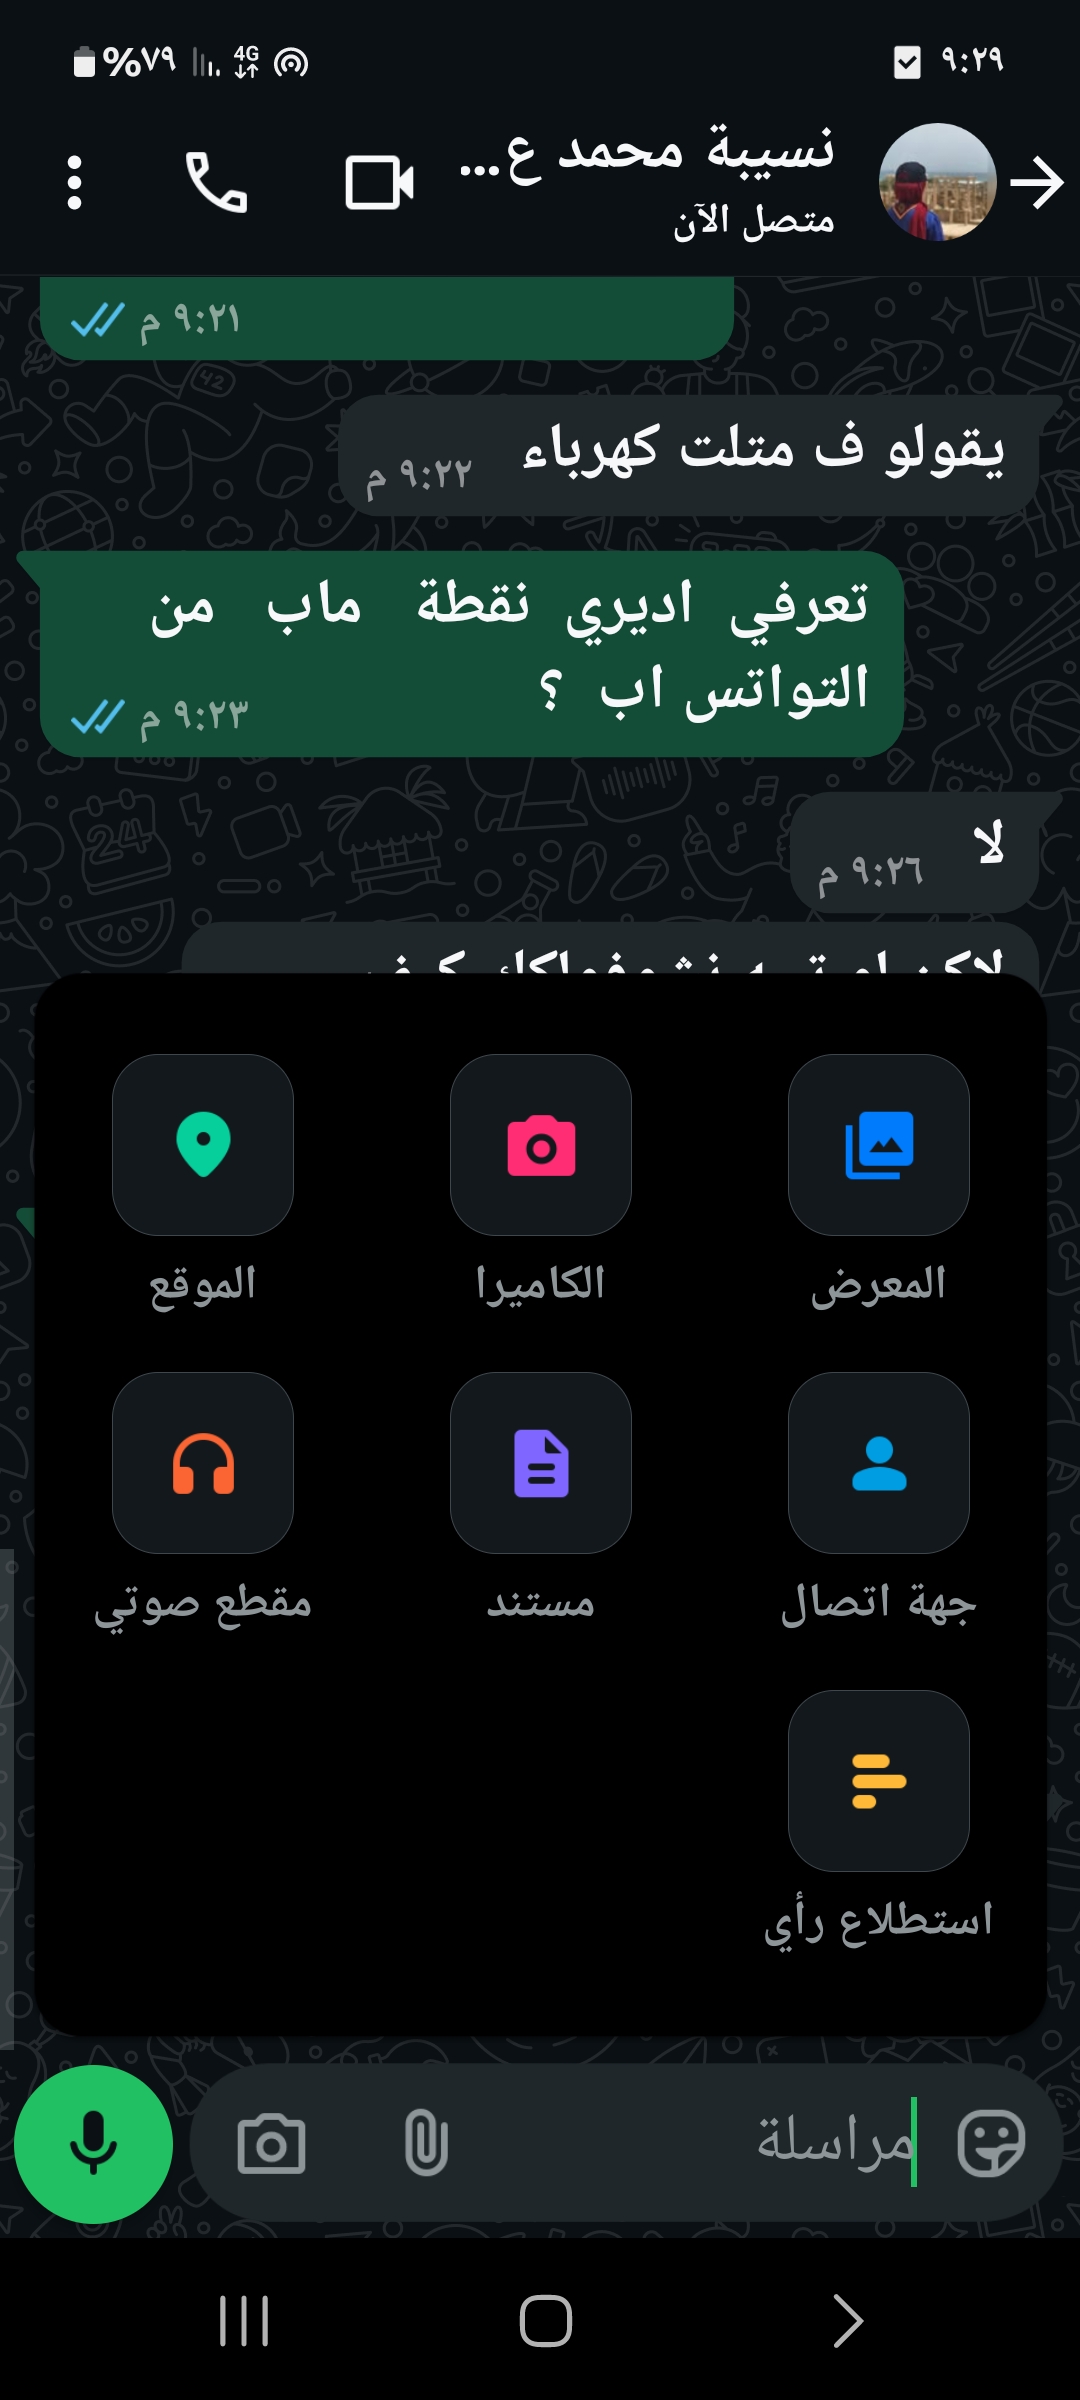 ٩:٢٩
4G
%٧٩
نسيبة محمد ع...
متصل الآن
٩:٢١ م
يقولو ف متلت كهرباء
٩:٢٢ م
تعرفي اديري نقطة ماب من
التواتس اب ؟
٩:٢٣ م
لا
٩:٢٦ م
المعرض
الكاميرا
الموقع
جهة اتصال
مستند
مقطع صوتي
استطلاع رأي
مراسلة